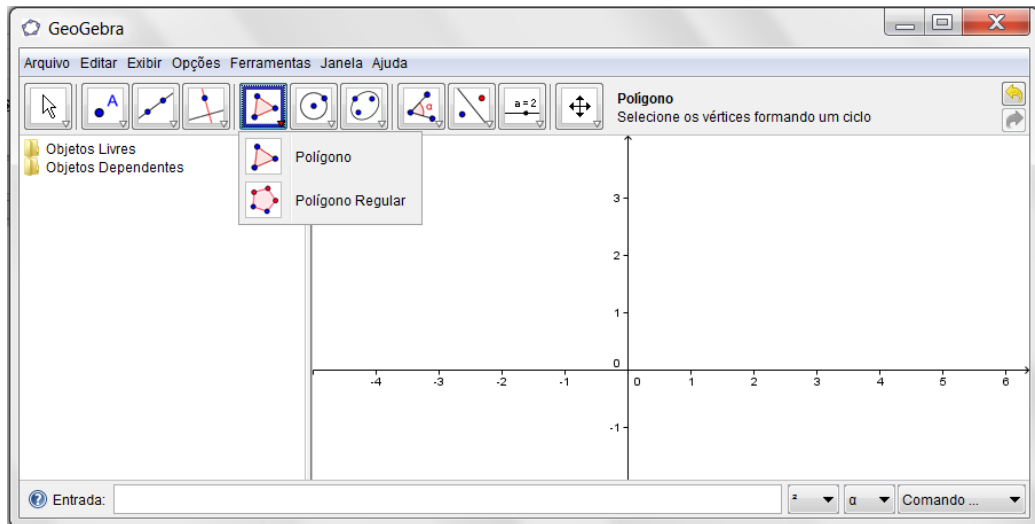 GeoGebra
Arquivo Editar Exibir Opções Ferramentas Janela Ajuda
A
α
a = 2
Polígono
Selecione os vértices formando um ciclo
Objetos Livres
Objetos Dependentes
Polígono
Polígono Regular
3
2
1
0
-4 -3 -2 -1 0 1 2 3 4 5 6
-1
Entrada: ² α Comando ...